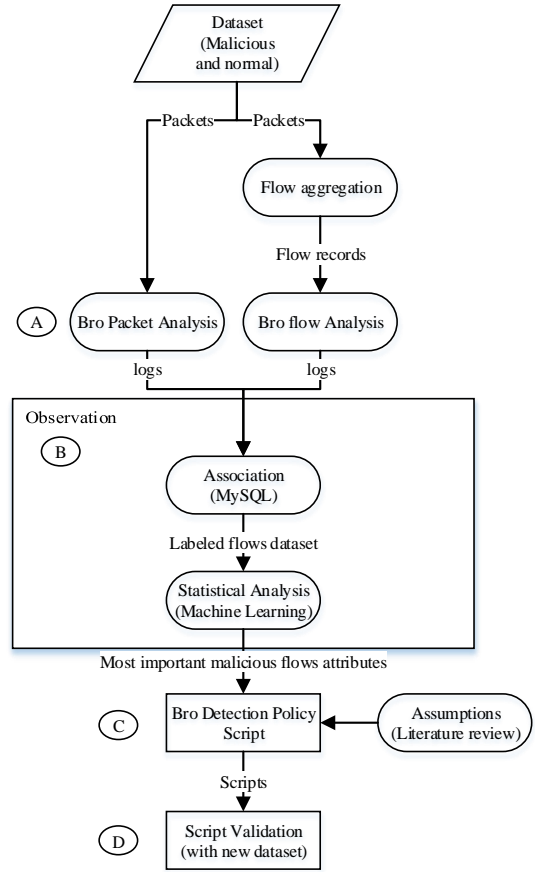 Dataset
(Malicious
and normal)
Packets
Packets
Flow aggregation
Flow records
A
Bro Packet Analysis
Bro flow Analysis
logs
logs
Observation
B
Association
(MySQL)
Labeled flows dataset
Statistical Analysis
(Machine Learning)
Most important malicious flows attributes
C
Bro Detection Policy
Script
Assumptions
(Literature review)
Scripts
D
Script Validation
(with new dataset)